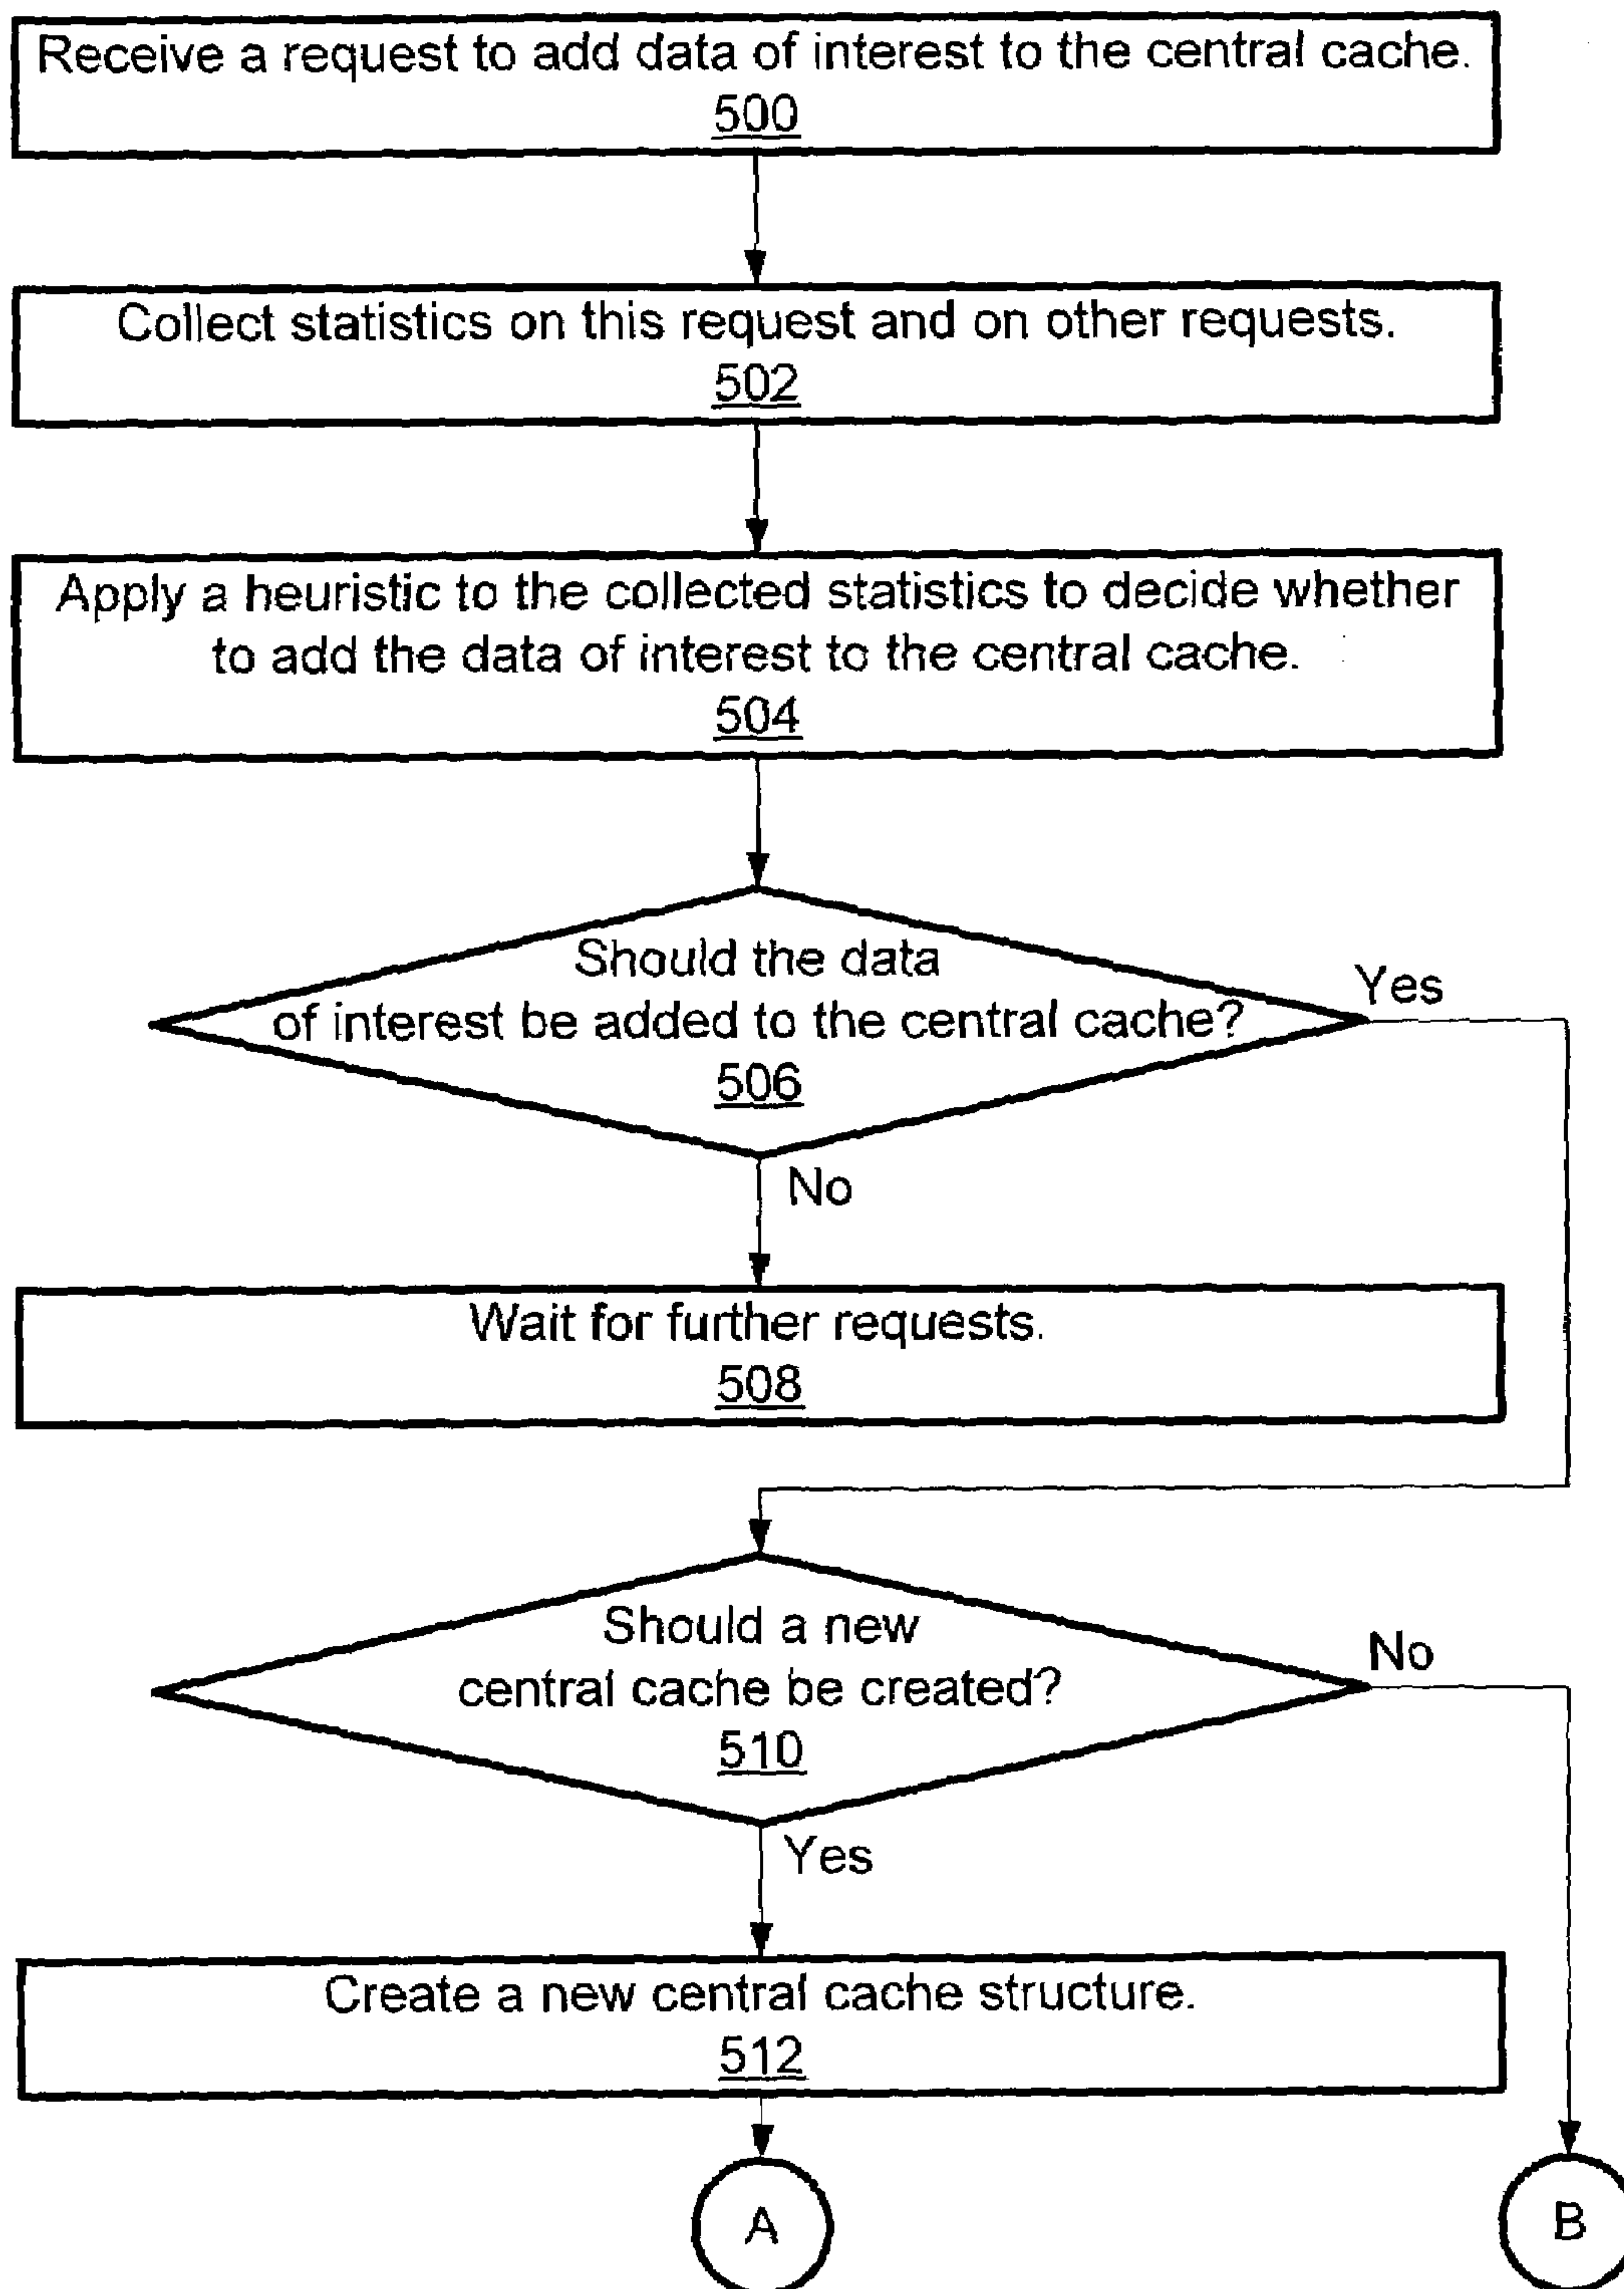 Receive a request to add data of interest to the central cache.
500
Collect statistics on this request and on other requests.
502
Apply a heuristic to the collected statistics to decide whether
to add the data of interest to the central cache.
504
Should the data
of interest be added to the central cache?
506
Yes
No
Wait for further requests.
508
Should a new
central cache be created?
510
No
Yes
Create a new central cache structure.
512
A
B